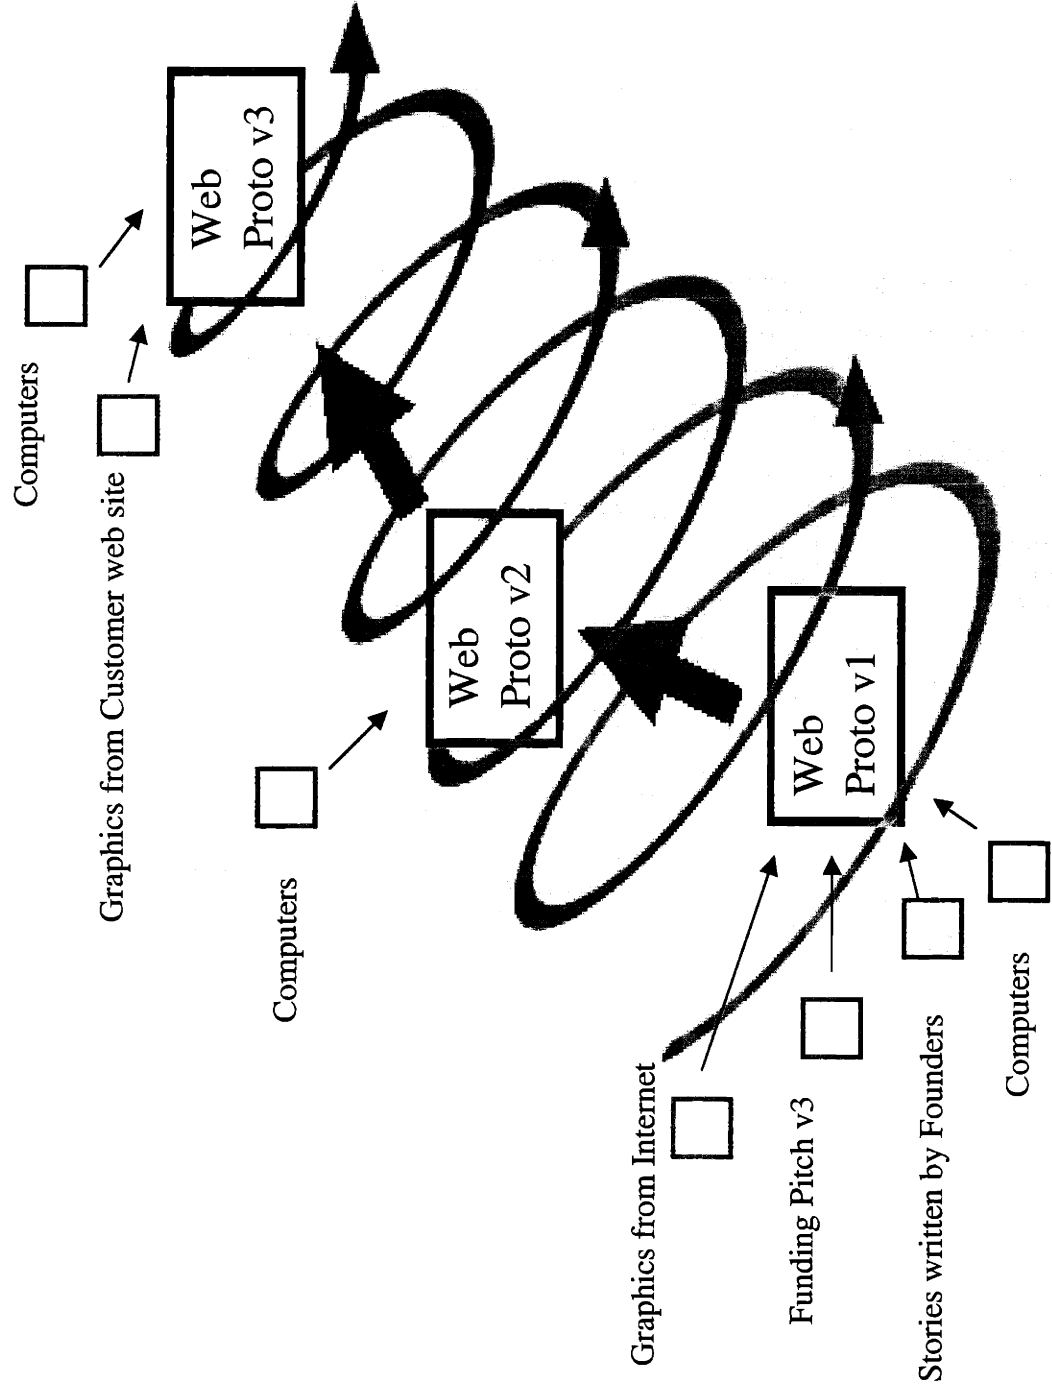 Computers
Graphics from Customer web site
Web
Proto v3
Computers
Web
Proto v2
Graphics from Internet
Funding Pitch v3
Stories written by Founders
Computers
Web
Proto v1